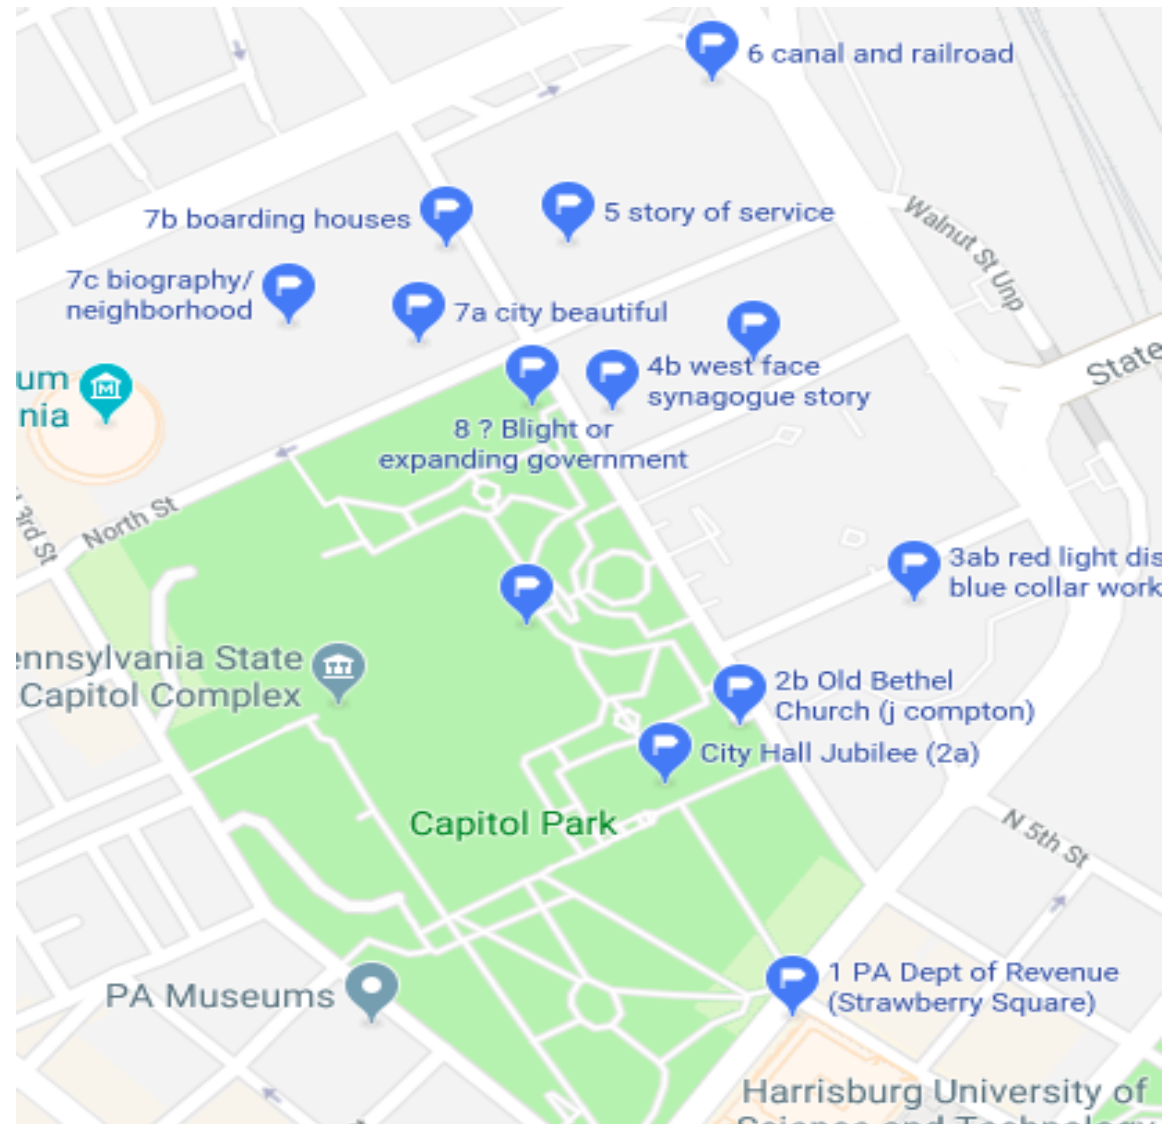 6 canal and railroad
7b boarding houses
5 story of service
Walnut St Unp
7c biography/
neighborhood
7a city beautiful
State
um
nia
4b west face
synagogue story
8 ? Blight or
expanding government
North St
3rd St
3ab red light dis
blue collar work
ennsylvania State
Capitol Complex
2b Old Bethel
Church (j compton)
City Hall Jubilee (2a)
Capitol Park
N 5th St
PA Museums
1 PA Dept of Revenue
(Strawberry Square)
Harrisburg University of
Science and Technology